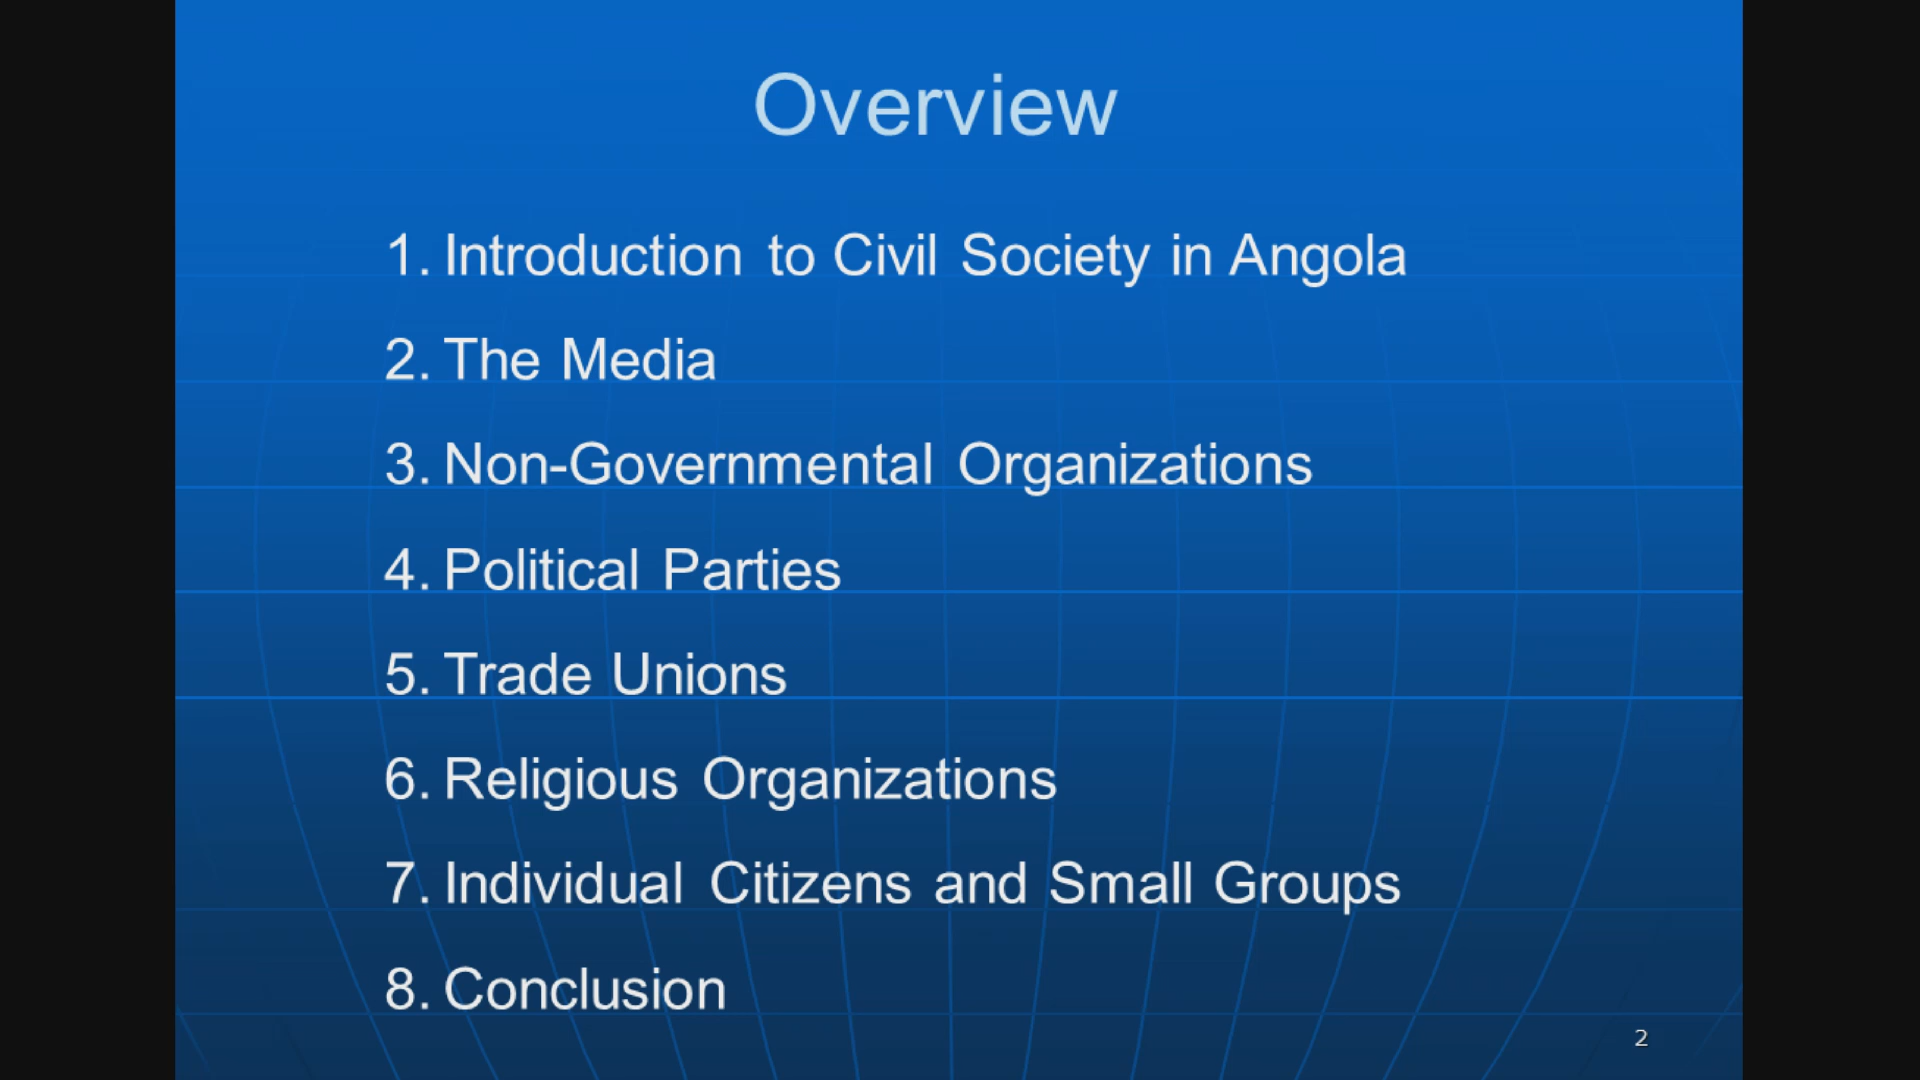 Overview
1. Introduction to Civil Society in Angola
2. The Media
3. Non-Governmental Organizations
4. Political Parties
5. Trade Unions
6. Religious Organizations
7. Individual Citizens and Small Groups
8. Conclusion
2